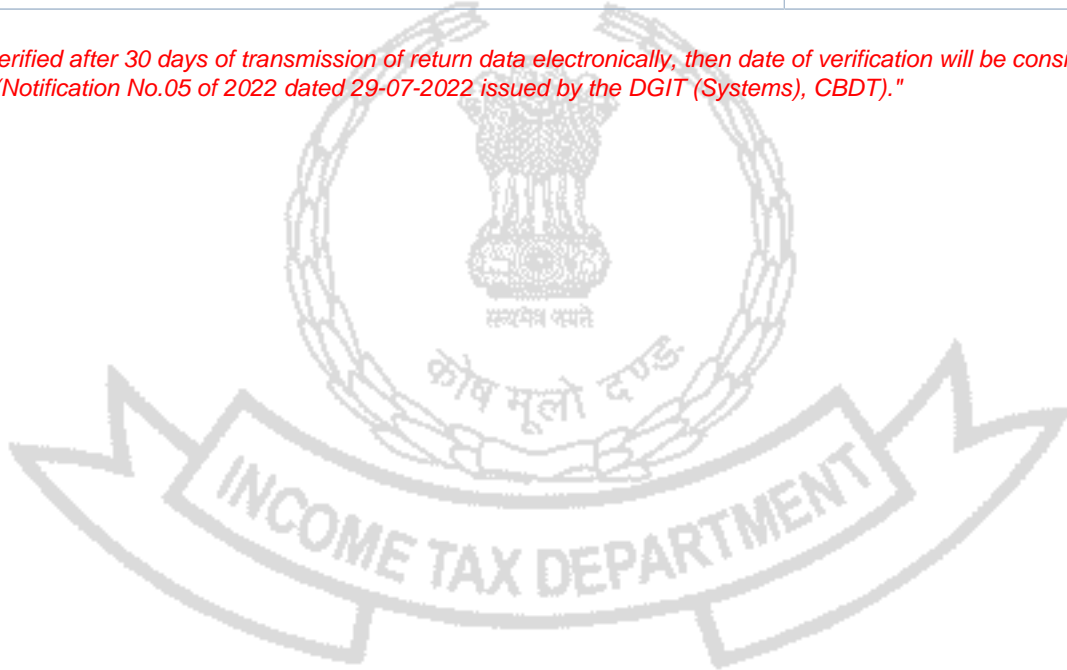 erified after 30 days of transmission of return data electronically, then date of verification will be consi
(Notification No.05 of 2022 dated 29-07-2022 issued by the DGIT (Systems), CBDT)."
सत्यमेव जयते
कोष मूलो दण्ड:
INCOME TAX DEPARTMENT